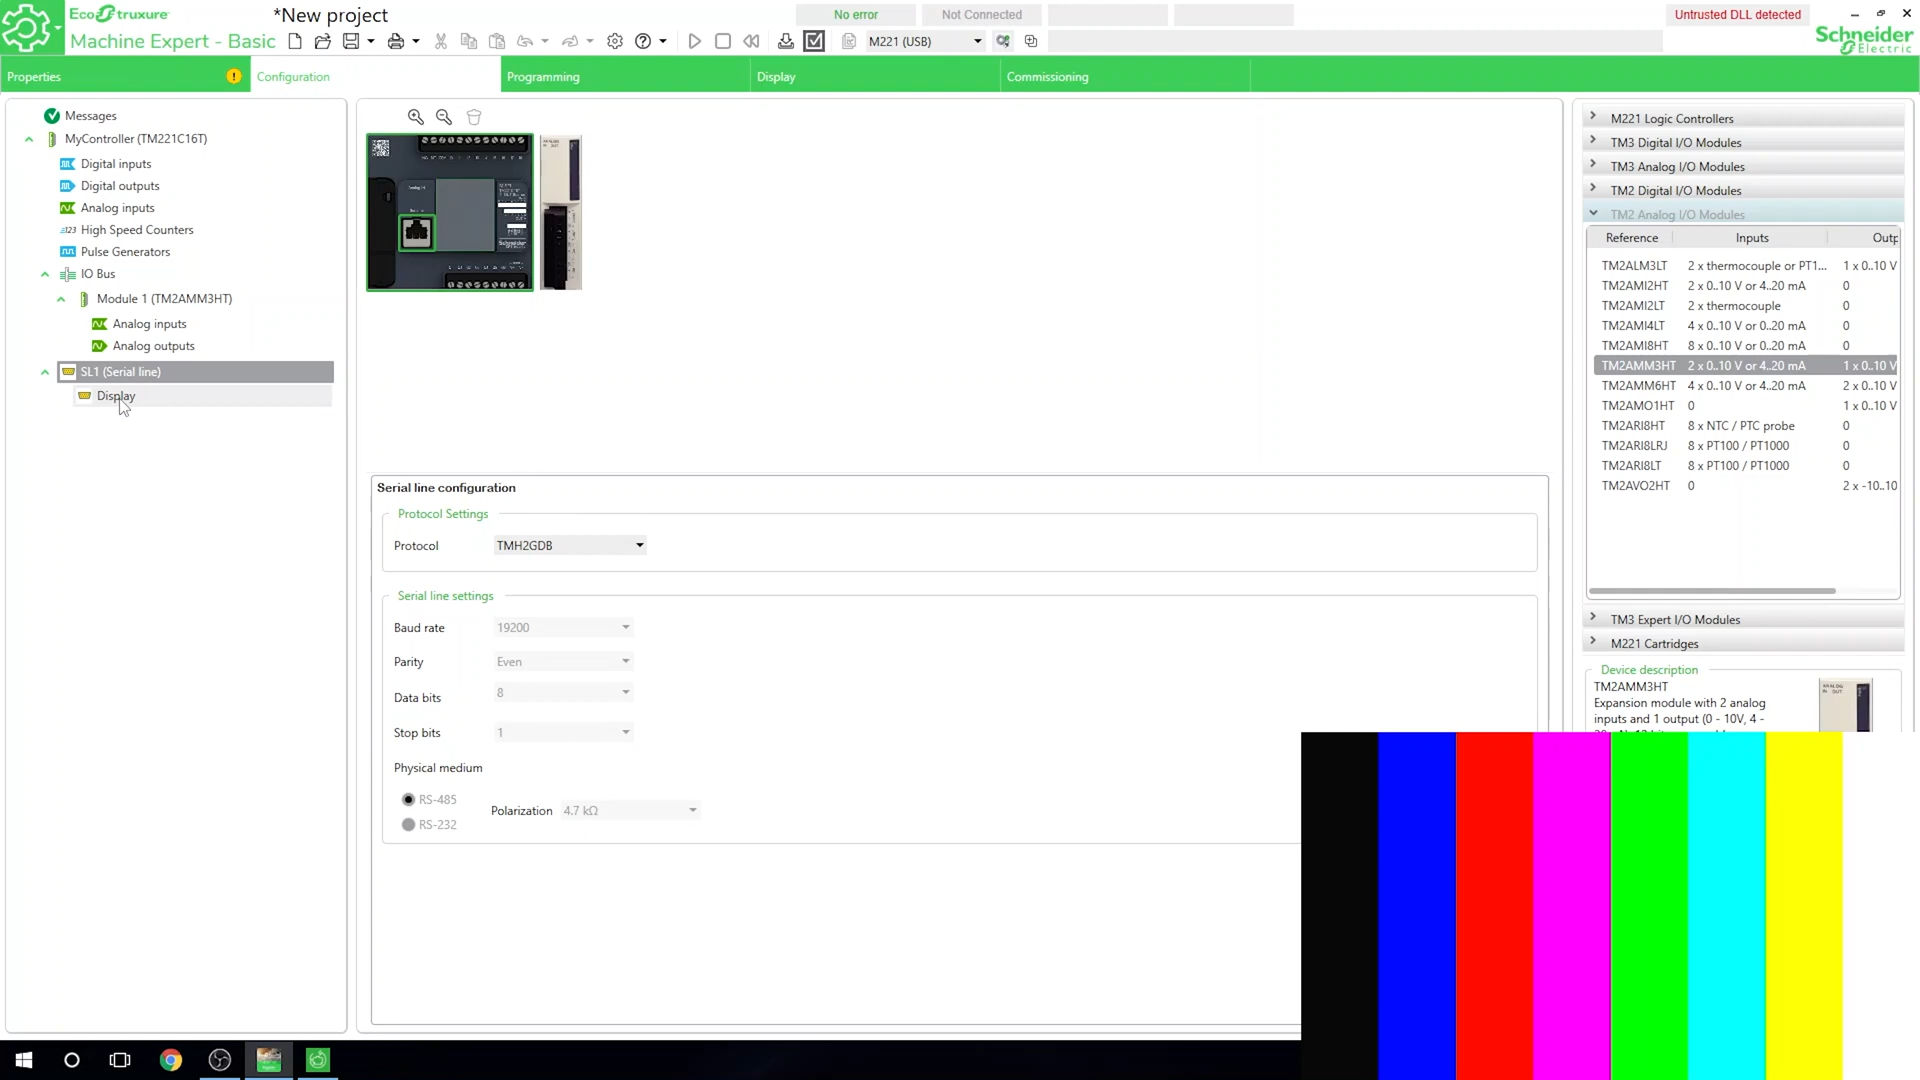 EcoStruxure
Machine Expert - Basic
*New project
No error
Not Connected
Untrusted DLL detected
M221 (USB)
Schneider
Electric
Properties
Configuration
Programming
Display
Commissioning
Messages
MyController (TM221C16T)
Digital inputs
Digital outputs
Analog inputs
High Speed Counters
Pulse Generators
IO Bus
Module 1 (TM2AMM3HT)
Analog inputs
Analog outputs
SL1 (Serial line)
Display
Serial line configuration
Protocol Settings
Protocol TMH2GDB
Serial line settings
Baud rate 19200
Parity Even
Data bits 8
Stop bits 1
Physical medium
RS-485
RS-232
Polarization 4.7 kΩ
M221 Logic Controllers
TM3 Digital I/O Modules
TM3 Analog I/O Modules
TM2 Digital I/O Modules
TM2 Analog I/O Modules
Reference Inputs Outp
TM2ALM3LT 2 x thermocouple or PT1... 1 x 0..10 V
TM2AMI2HT 2 x 0..10 V or 4..20 mA 0
TM2AMI2LT 2 x thermocouple 0
TM2AMI4LT 4 x 0..10 V or 0..20 mA 0
TM2AMI8HT 8 x 0..10 V or 0..20 mA 0
TM2AMM3HT 2 x 0..10 V or 4..20 mA 1 x 0..10 V
TM2AMM6HT 4 x 0..10 V or 4..20 mA 2 x 0..10 V
TM2AMO1HT 0 1 x 0..10 V
TM2ARI8HT 8 x NTC / PTC probe 0
TM2ARI8LRJ 8 x PT100 / PT1000 0
TM2ARI8LT 8 x PT100 / PT1000 0
TM2AVO2HT 0 2 x -10..10
TM3 Expert I/O Modules
M221 Cartridges
Device description
TM2AMM3HT
Expansion module with 2 analog
inputs and 1 output (0 - 10V, 4 -